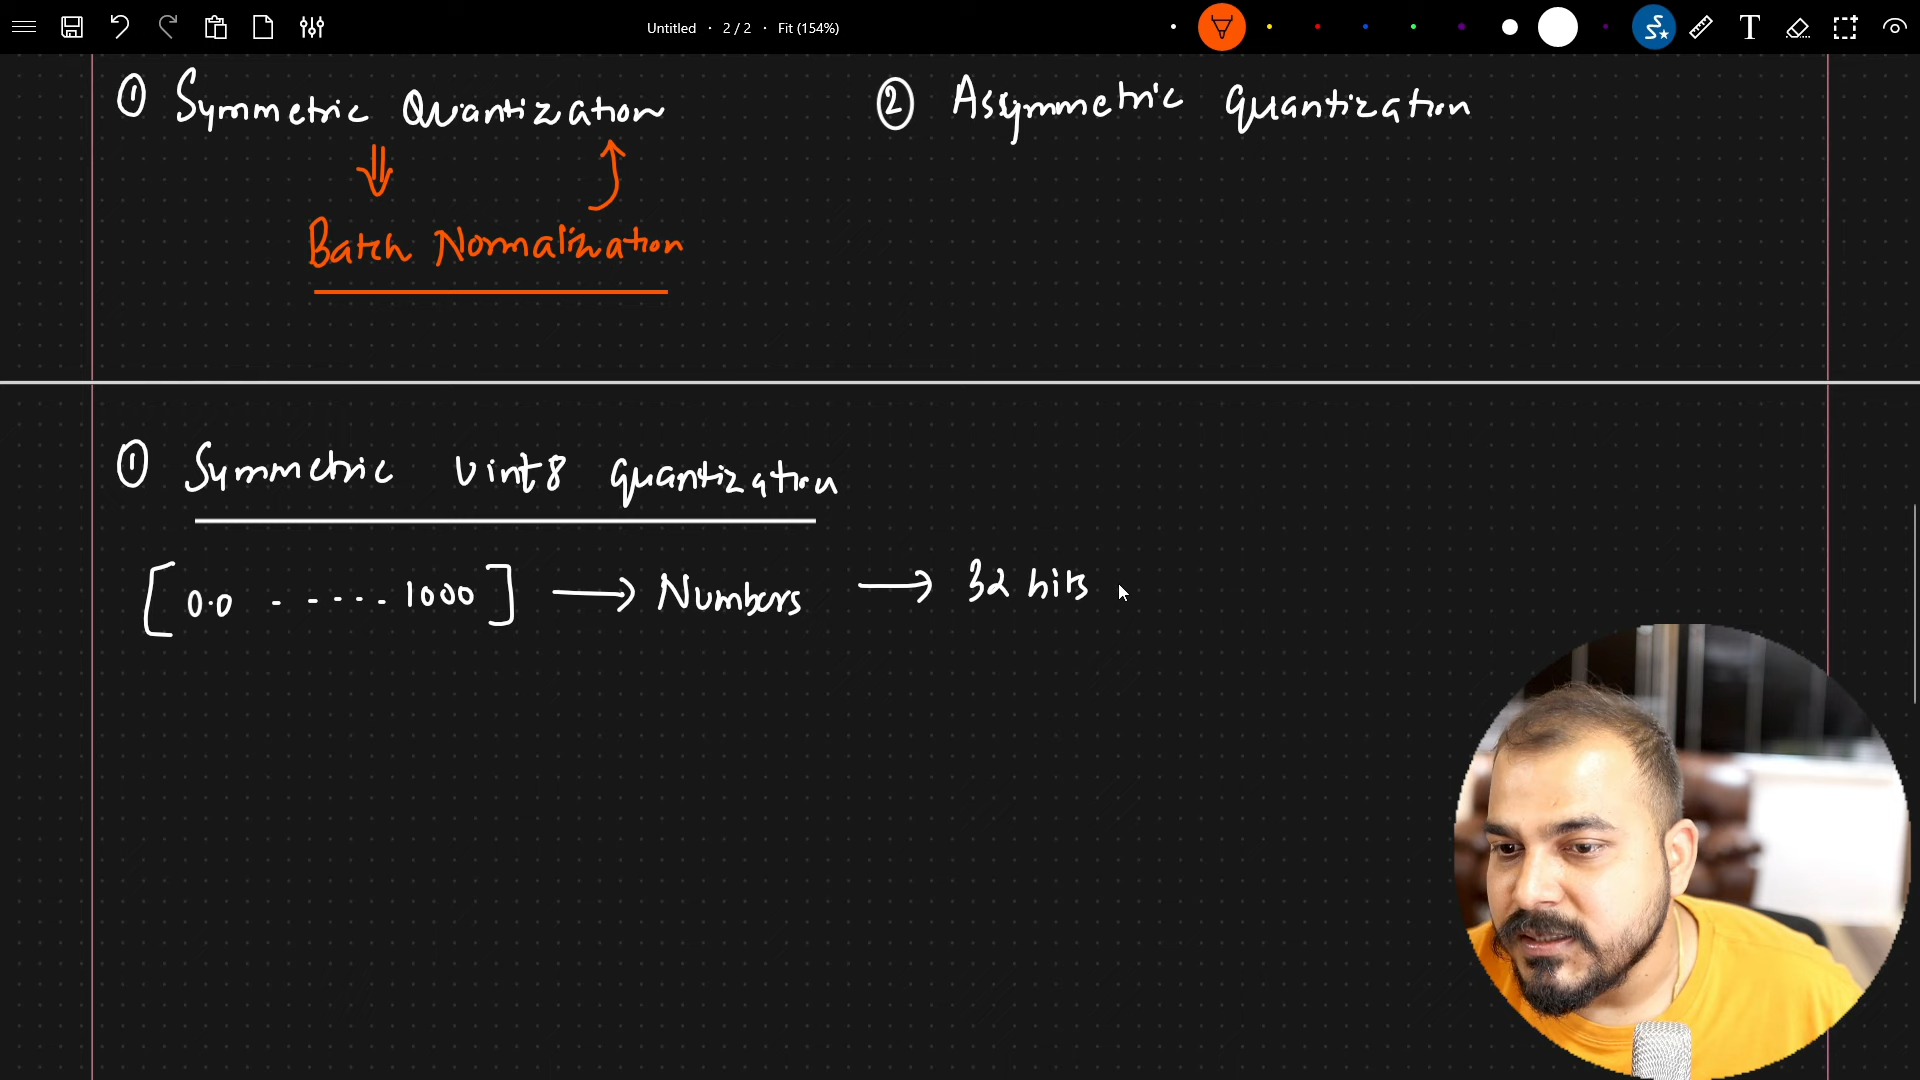 Untitled · 2 / 2 · Fit (154%)
① Symmetric Quantization
② Assymmetric Quantization
Batch Normalization
① Symmetric Uint8 Quantization
[0.0 - - - - - - 1000] → Numbers → 32 bits